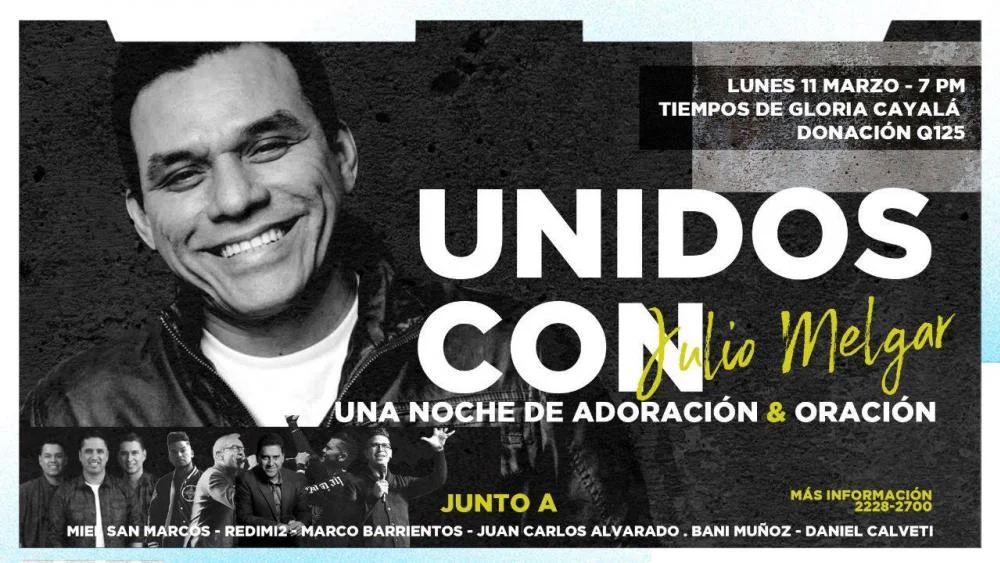 LUNES 11 MARZO - 7 PM
TIEMPOS DE GLORIA CAYALÁ
DONACIÓN Q125
UNIDOS
CON
Julio Melgar
UNA NOCHE DE ADORACIÓN & ORACIÓN
JUNTO A
MÁS INFORMACIÓN
2228-2700
MIEL SAN MARCOS - REDIMI2 - MARCO BARRIENTOS - JUAN CARLOS ALVARADO . BANI MUÑOZ - DANIEL CALVETI